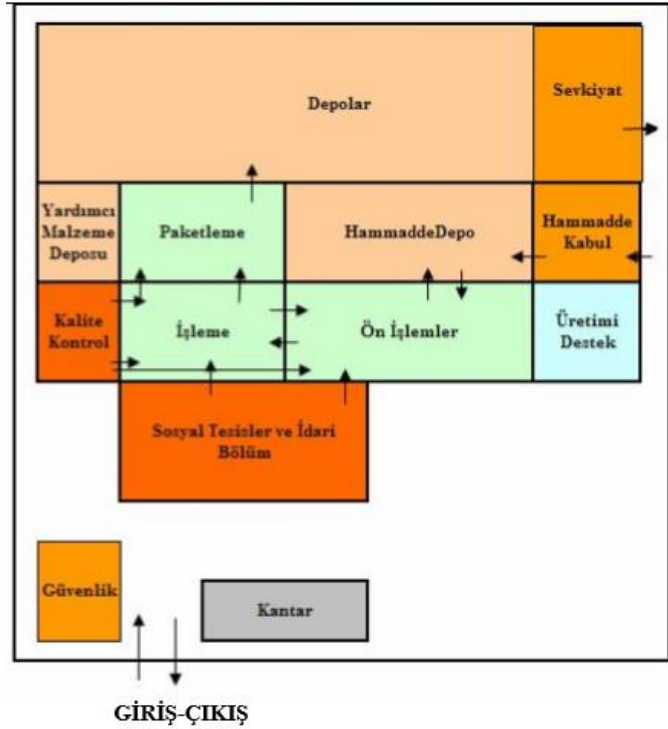 Depolar
Sevkiyat
Yardımcı
Malzeme
Deposu
Paketleme
HammaddeDepo
Hammadde
Kabul
Kalite
Kontrol
İşleme
Ön İşlemler
Üretimi
Destek
Sosyal Tesisler ve İdari
Bölüm
Güvenlik
Kantar
GİRİŞ-ÇIKIŞ